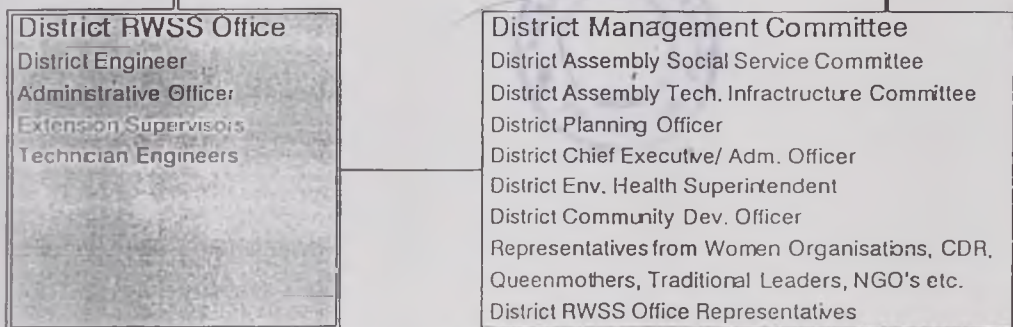 District RWSS Office
District Engineer
Administrative Officer
Extension Supervisors
Technician Engineers
District Management Committee
District Assembly Social Service Committee
District Assembly Tech. Infractructure Committee
District Planning Officer
District Chief Executive/ Adm. Officer
District Env. Health Superintendent
District Community Dev. Officer
Representatives from Women Organisations, CDR,
Queenmothers, Traditional Leaders, NGO's etc.
District RWSS Office Representatives